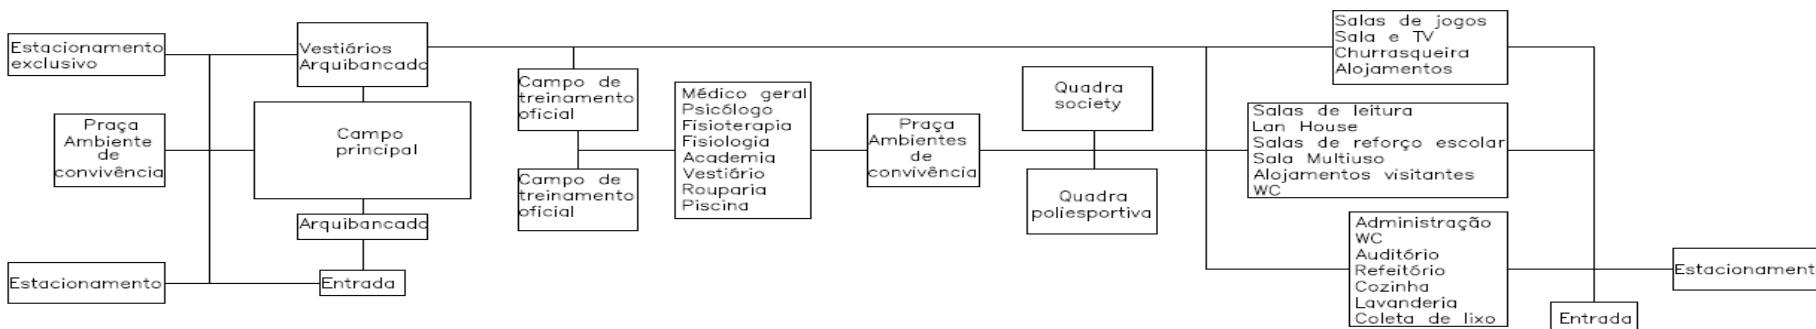 Estacionamento
exclusivo
Praça
Ambiente
de
convivência
Estacionamento
Vestiários
Arquibancada
Campo
principal
Arquibancada
Entrada
Campo de
treinamento
oficial
Campo de
treinamento
oficial
Médico geral
Psicólogo
Fisioterapia
Fisiologia
Academia
Vestiário
Rouparia
Piscina
Praça
Ambientes
de
convivência
Quadra
society
Quadra
poliesportiva
Salas de jogos
Sala e TV
Churrasqueira
Alojamentos
Salas de leitura
Lan House
Salas de reforço escolar
Sala Multiuso
Alojamentos visitantes
WC
Administração
WC
Auditório
Refeitório
Cozinha
Lavanderia
Coleta de lixo
Entrada
Estacionament